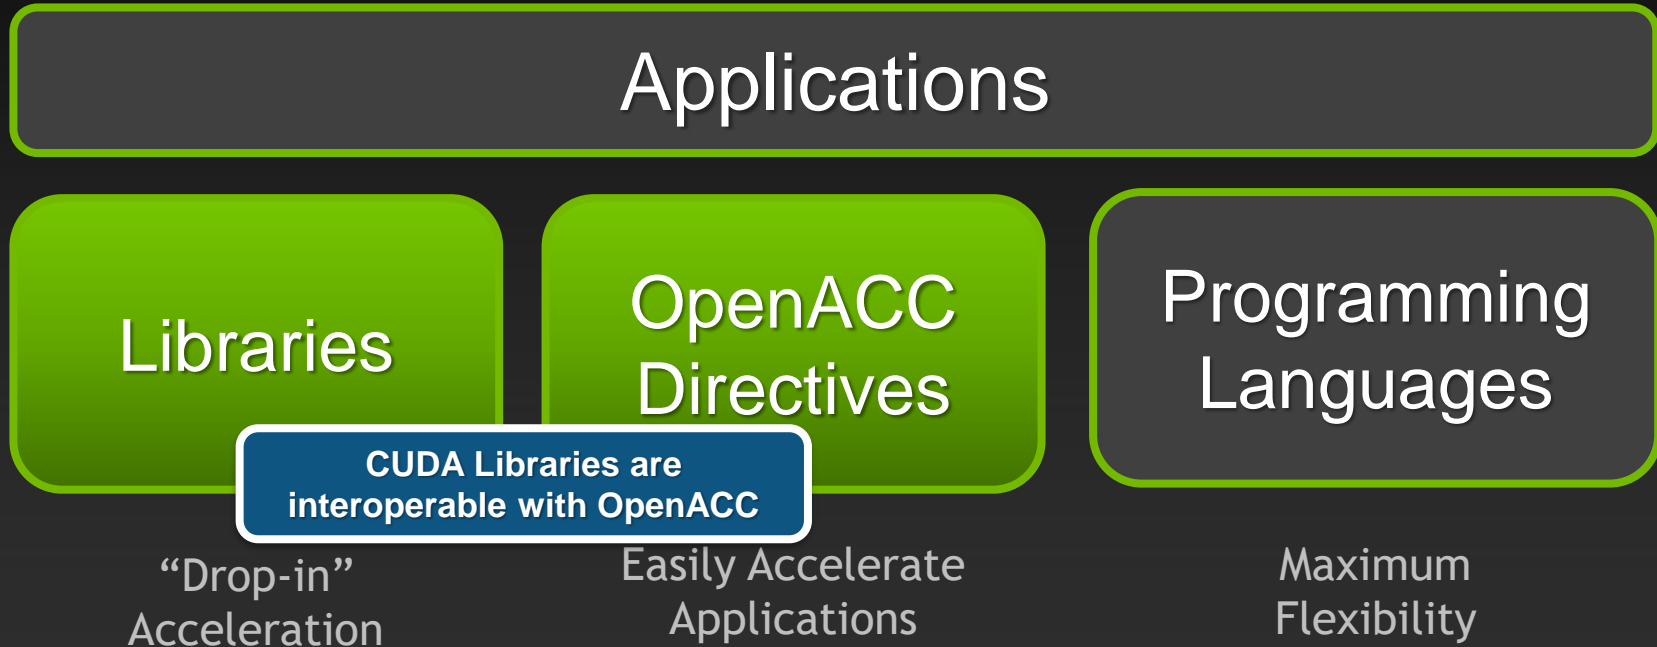 Applications
Libraries
OpenACC
Directives
Programming
Languages
CUDA Libraries are
interoperable with OpenACC
“Drop-in”
Acceleration
Easily Accelerate
Applications
Maximum
Flexibility